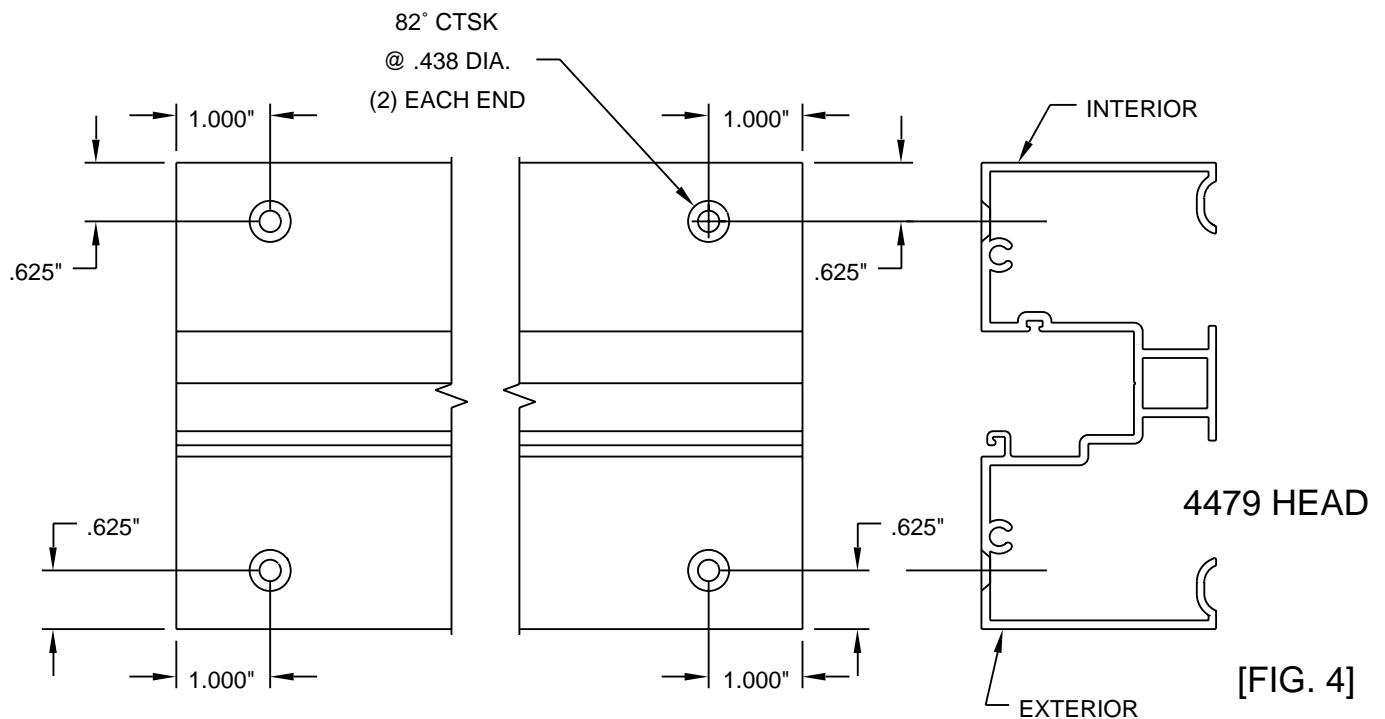 82° CTSK
@ .438 DIA.
(2) EACH END
1.000"
1.000"
INTERIOR
.625"
.625"
4479 HEAD
.625"
.625"
1.000"
1.000"
[FIG. 4]
EXTERIOR